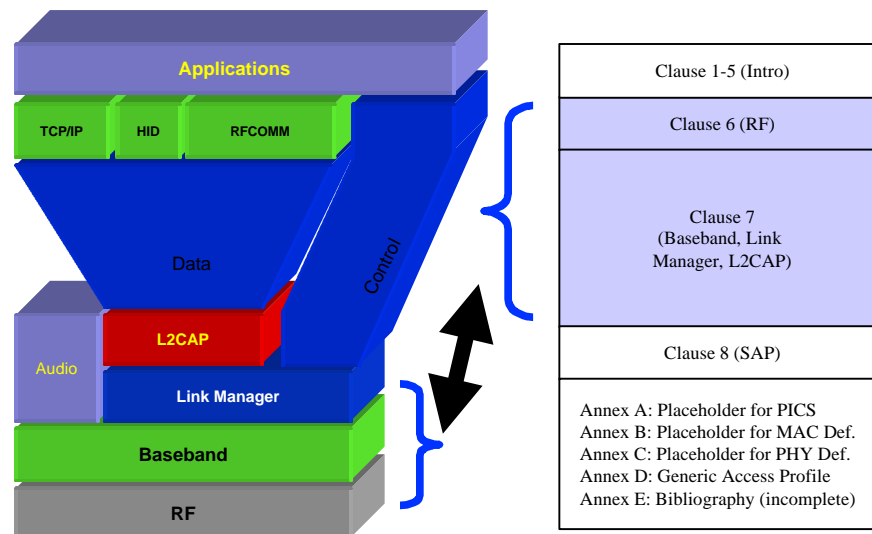 Applications
TCP/IP
HID
RFCOMM
Data
Control
L2CAP
Audio
Link Manager
Baseband
RF
Clause 1-5 (Intro)
Clause 6 (RF)
Clause 7
(Baseband, Link
Manager, L2CAP)
Clause 8 (SAP)
Annex A: Placeholder for PICS
Annex B: Placeholder for MAC Def.
Annex C: Placeholder for PHY Def.
Annex D: Generic Access Profile
Annex E: Bibliography (incomplete)